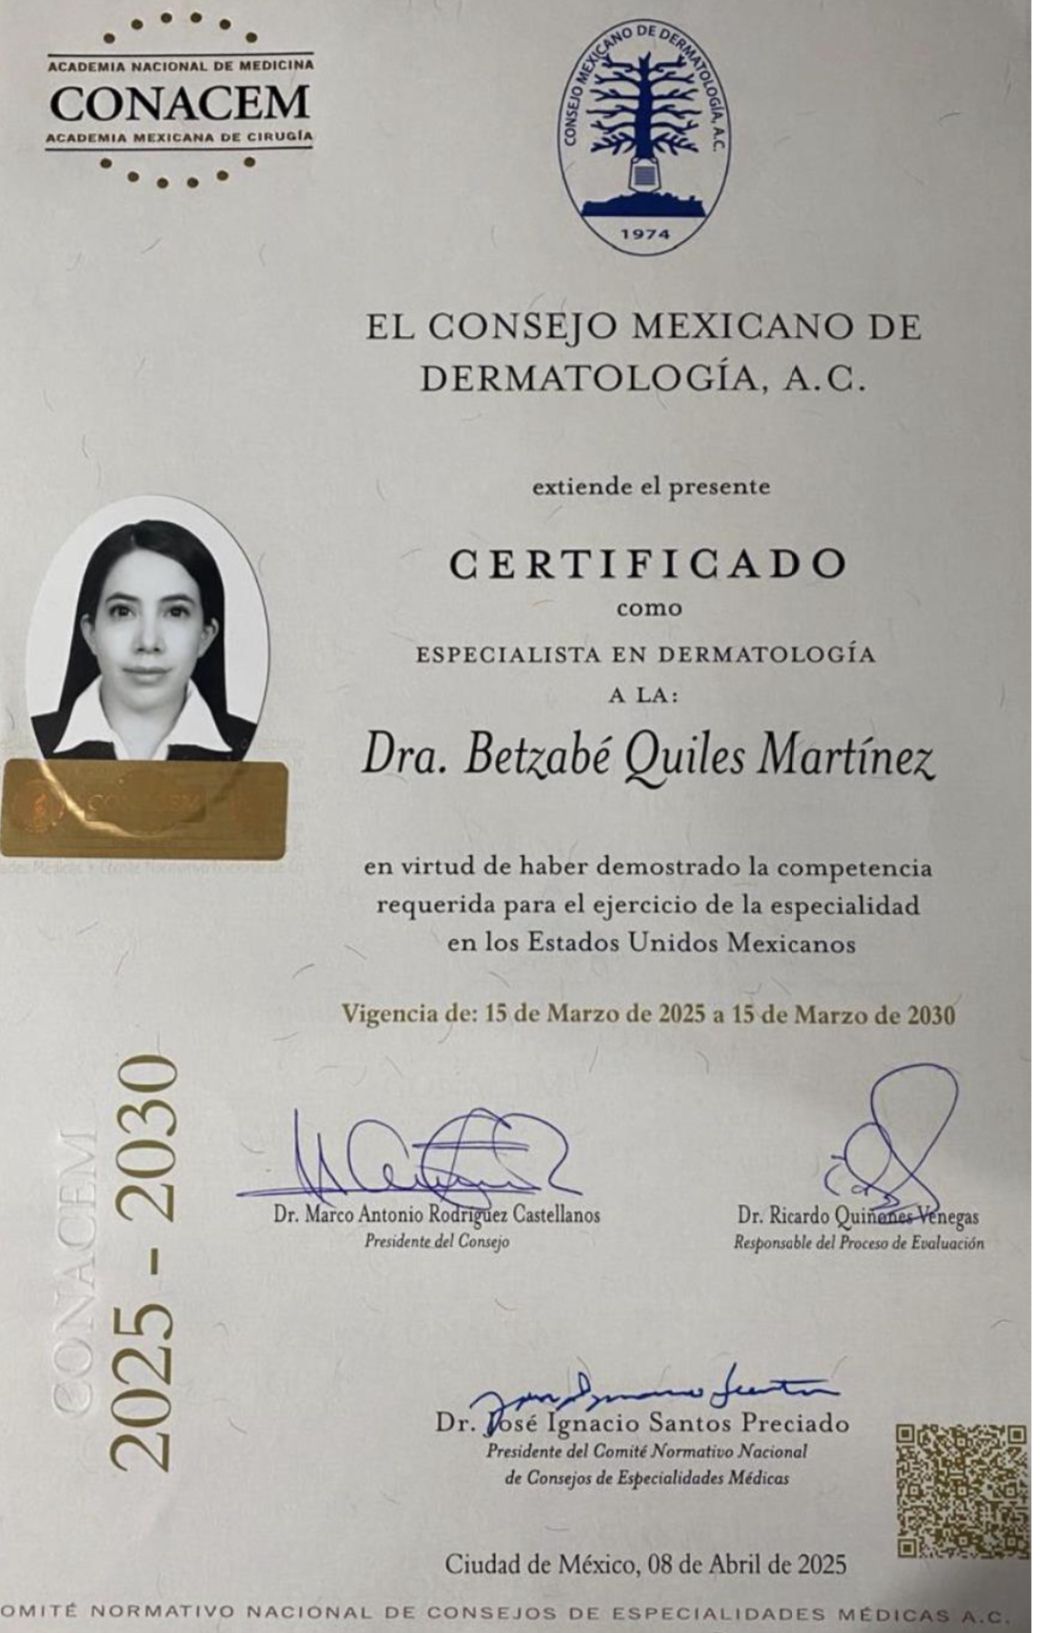 ACADEMIA NACIONAL DE MEDICINA
CONACEM
ACADEMIA MEXICANA DE CIRUGÍA
CONSEJO MEXICANO DE DERMATOLOGÍA, A.C.
1974
EL CONSEJO MEXICANO DE
DERMATOLOGÍA, A.C.
extiende el presente
CERTIFICADO
como
ESPECIALISTA EN DERMATOLOGÍA
A LA:
Dra. Betzabé Quiles Martínez
CONACEM
en virtud de haber demostrado la competencia
requerida para el ejercicio de la especialidad
en los Estados Unidos Mexicanos
Vigencia de: 15 de Marzo de 2025 a 15 de Marzo de 2030
CONACEM
2025 - 2030
Dr. Marco Antonio Rodríguez Castellanos
Presidente del Consejo
Dr. Ricardo Quiñones Venegas
Responsable del Proceso de Evaluación
Dr. José Ignacio Santos Preciado
Presidente del Comité Normativo Nacional
de Consejos de Especialidades Médicas
Ciudad de México, 08 de Abril de 2025
OMITÉ NORMATIVO NACIONAL DE CONSEJOS DE ESPECIALIDADES MÉDICAS A.C.